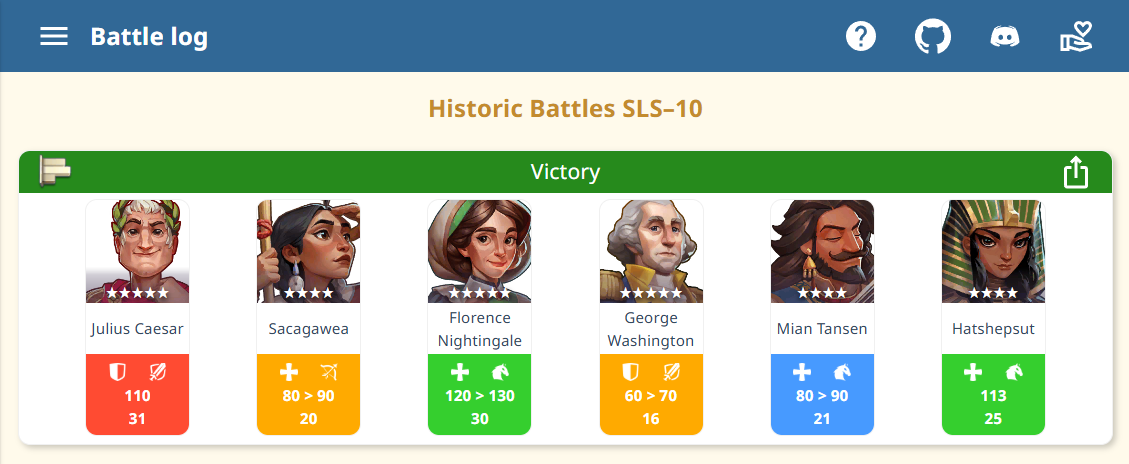 Battle log
Historic Battles SLS–10
Victory
Julius Caesar
110
31
Sacagawea
80 > 90
20
Florence
Nightingale
120 > 130
30
George
Washington
60 > 70
16
Mian Tansen
80 > 90
21
Hatshepsut
113
25